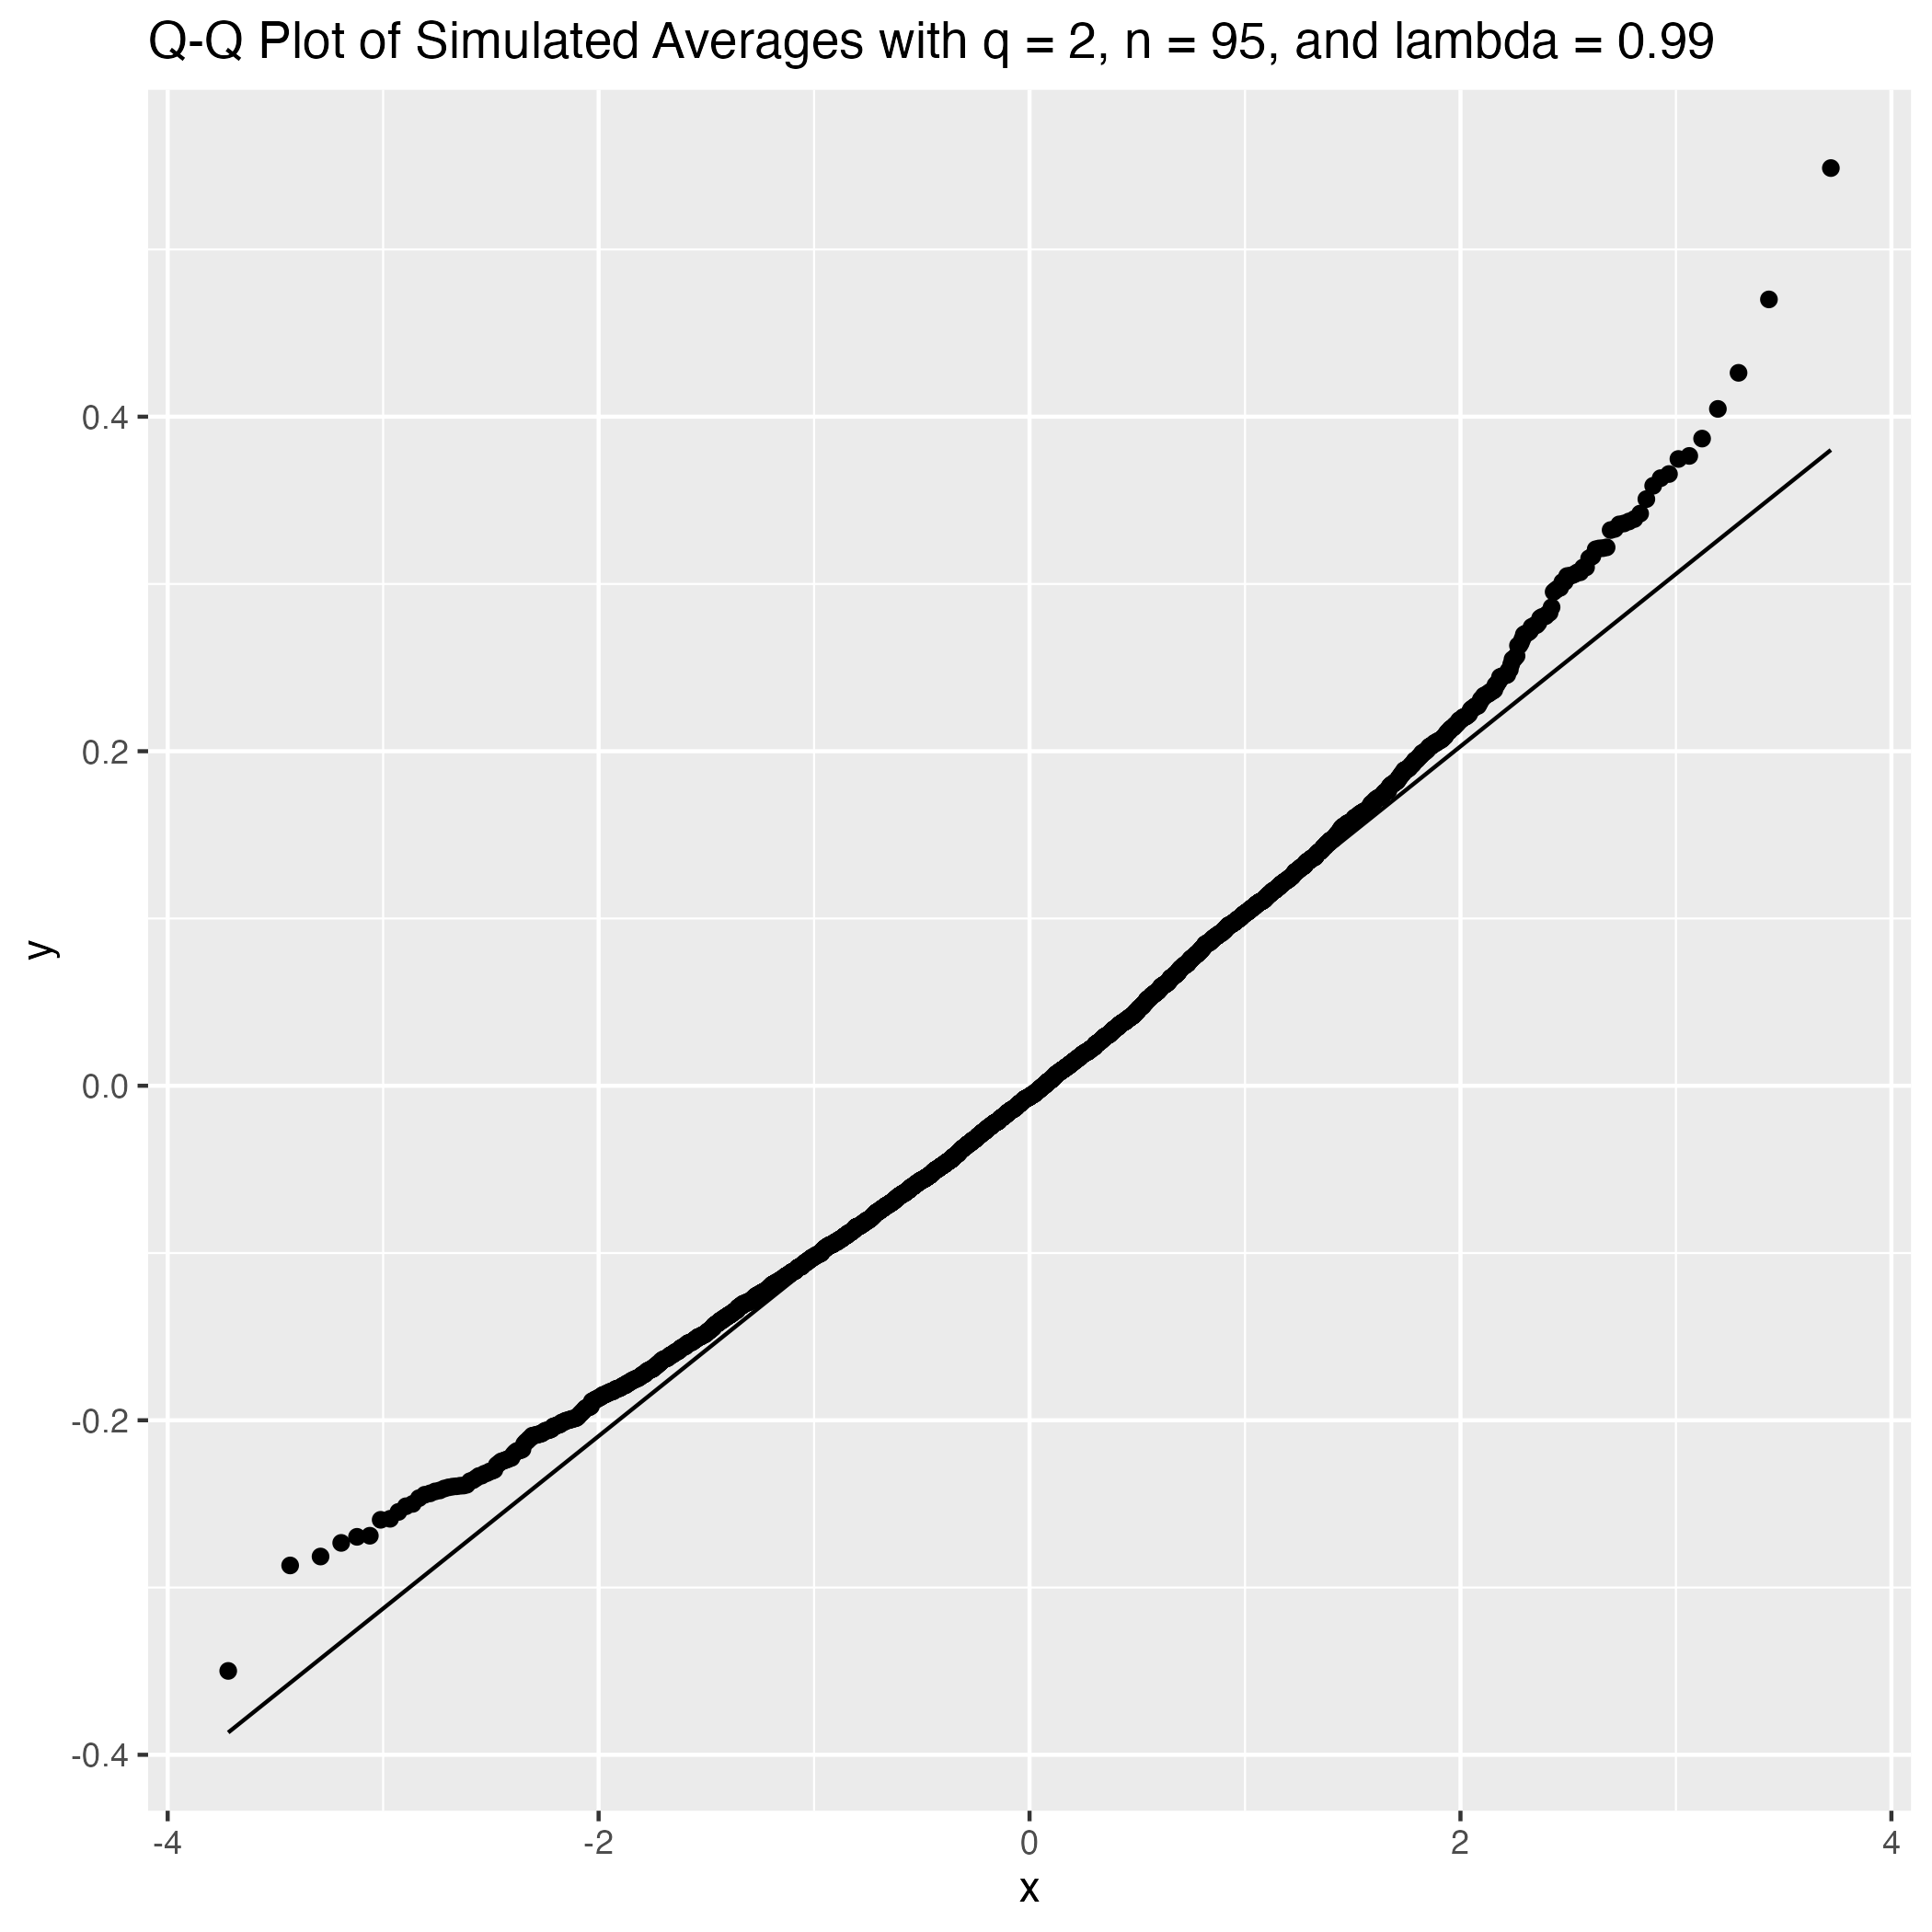 Q-Q Plot of Simulated Averages with q = 2, n = 95, and lambda = 0.99
y
0.4
0.2
0.0
-0.2
-0.4
-4 -2 0 2 4
x